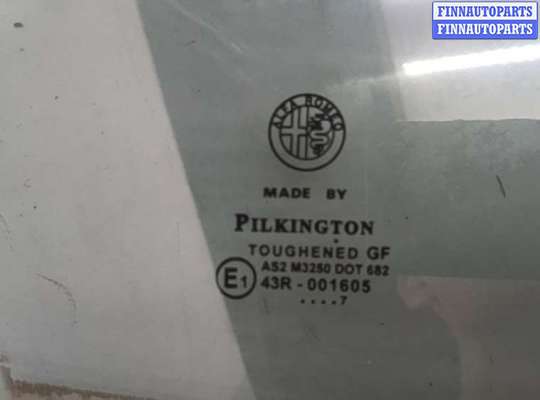 FINNAUTOPARTS
FINNAUTOPARTS
ALFA ROMEO
MADE BY
PILKINGTON
TOUGHENED GF
AS2 M3250 DOT 682
E1 43R - 001605
....7